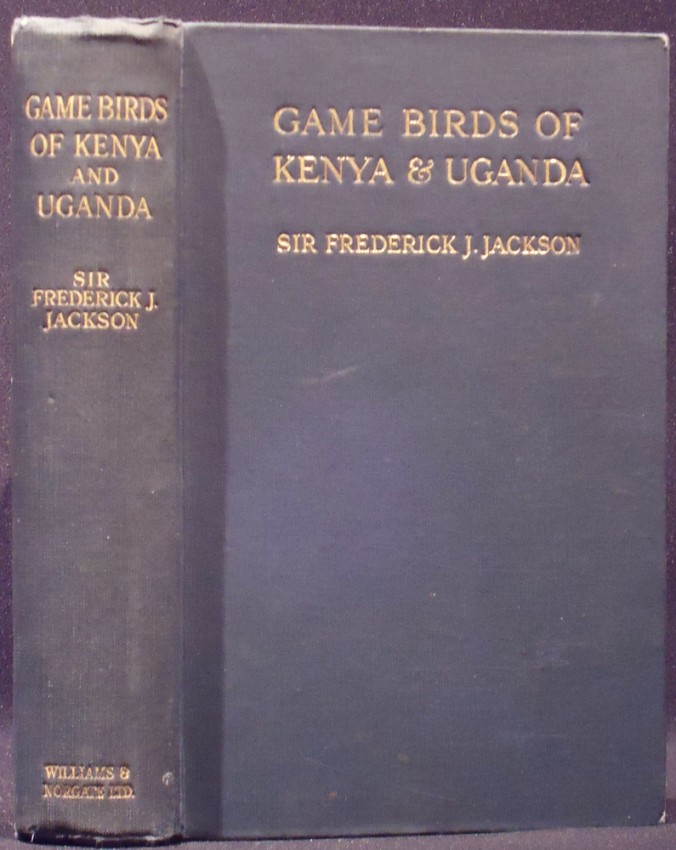 GAME BIRDS
OF KENYA
AND
UGANDA
SIR
FREDERICK J.
JACKSON
WILLIAMS &
NORGATE LTD.
GAME BIRDS OF
KENYA & UGANDA
SIR FREDERICK J. JACKSON